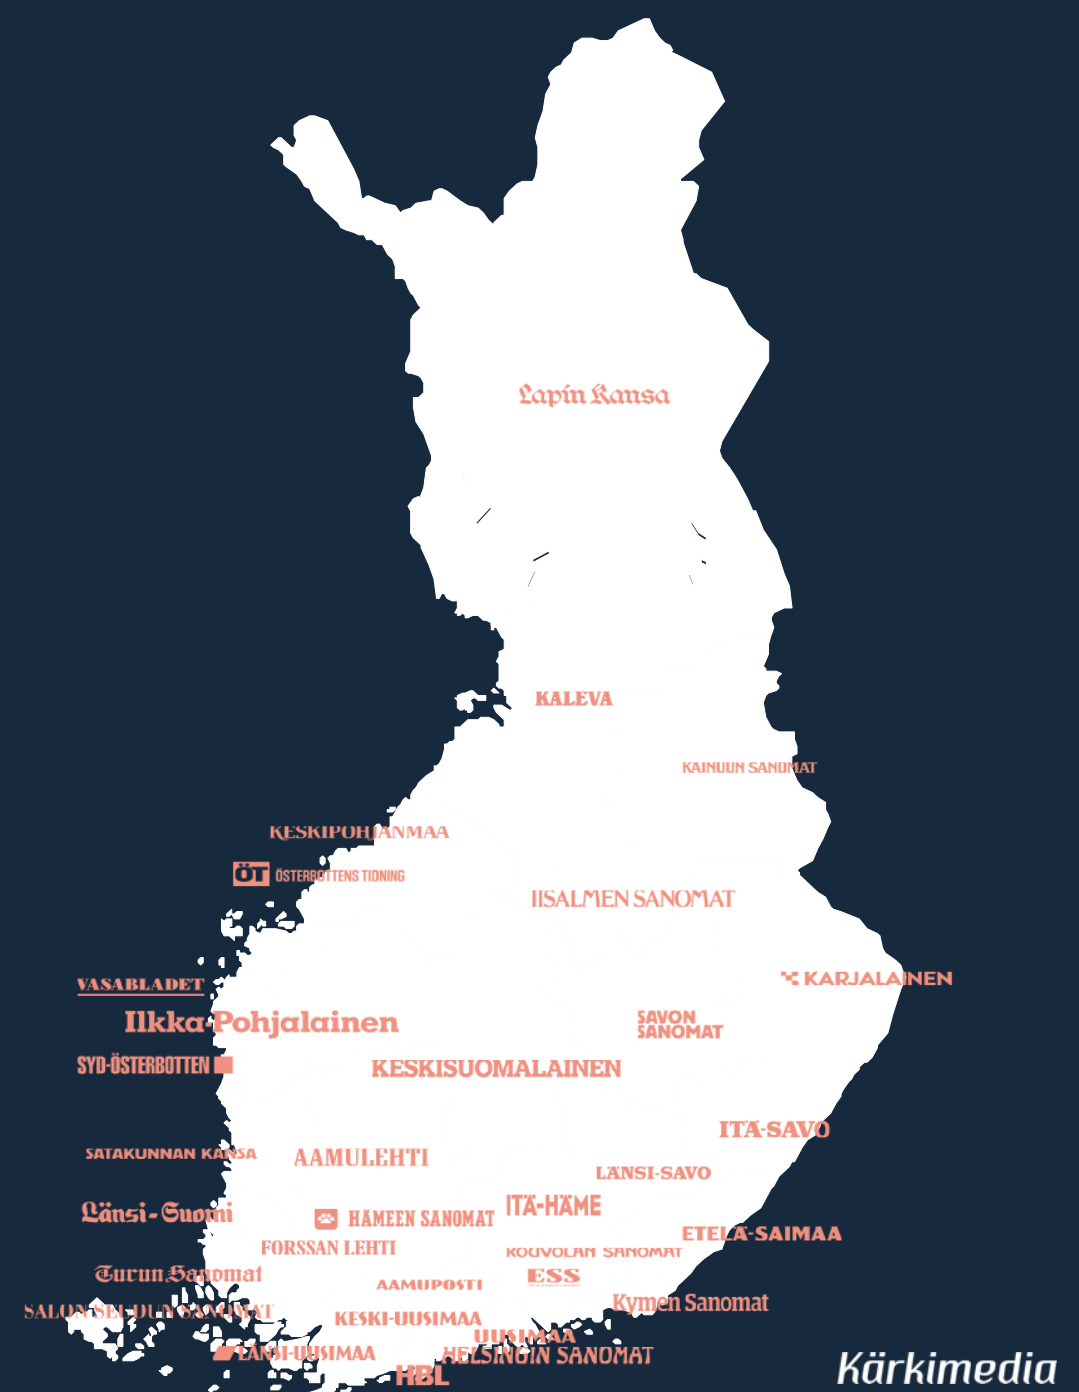 Lapin Kansa
KALEVA
KAINUUN SANOMAT
KESKIPOHJANMAA
ÖT ÖSTERBOTTENS TIDNING
IISALMEN SANOMAT
KARJALAINEN
VASABLADET
Ilkka-Pohjalainen
SAVON
SANOMAT
SYD-ÖSTERBOTTEN
KESKISUOMALAINEN
ITÄ-SAVO
SATAKUNNAN KANSA
AAMULEHTI
LÄNSI-SAVO
Länsi-Suomi
HÄMEEN SANOMAT
ITÄ-HÄME
ETELÄ-SAIMAA
FORSSAN LEHTI
KOUVOLAN SANOMAT
Turun Sanomat
AAMUPOSTI
ESS
Kymen Sanomat
SALON SEUDUN SANOMAT
KESKI-UUSIMAA
UUSIMAA
LÄNSI-UUSIMAA
HELSINGIN SANOMAT
HBL
Kärkimedia